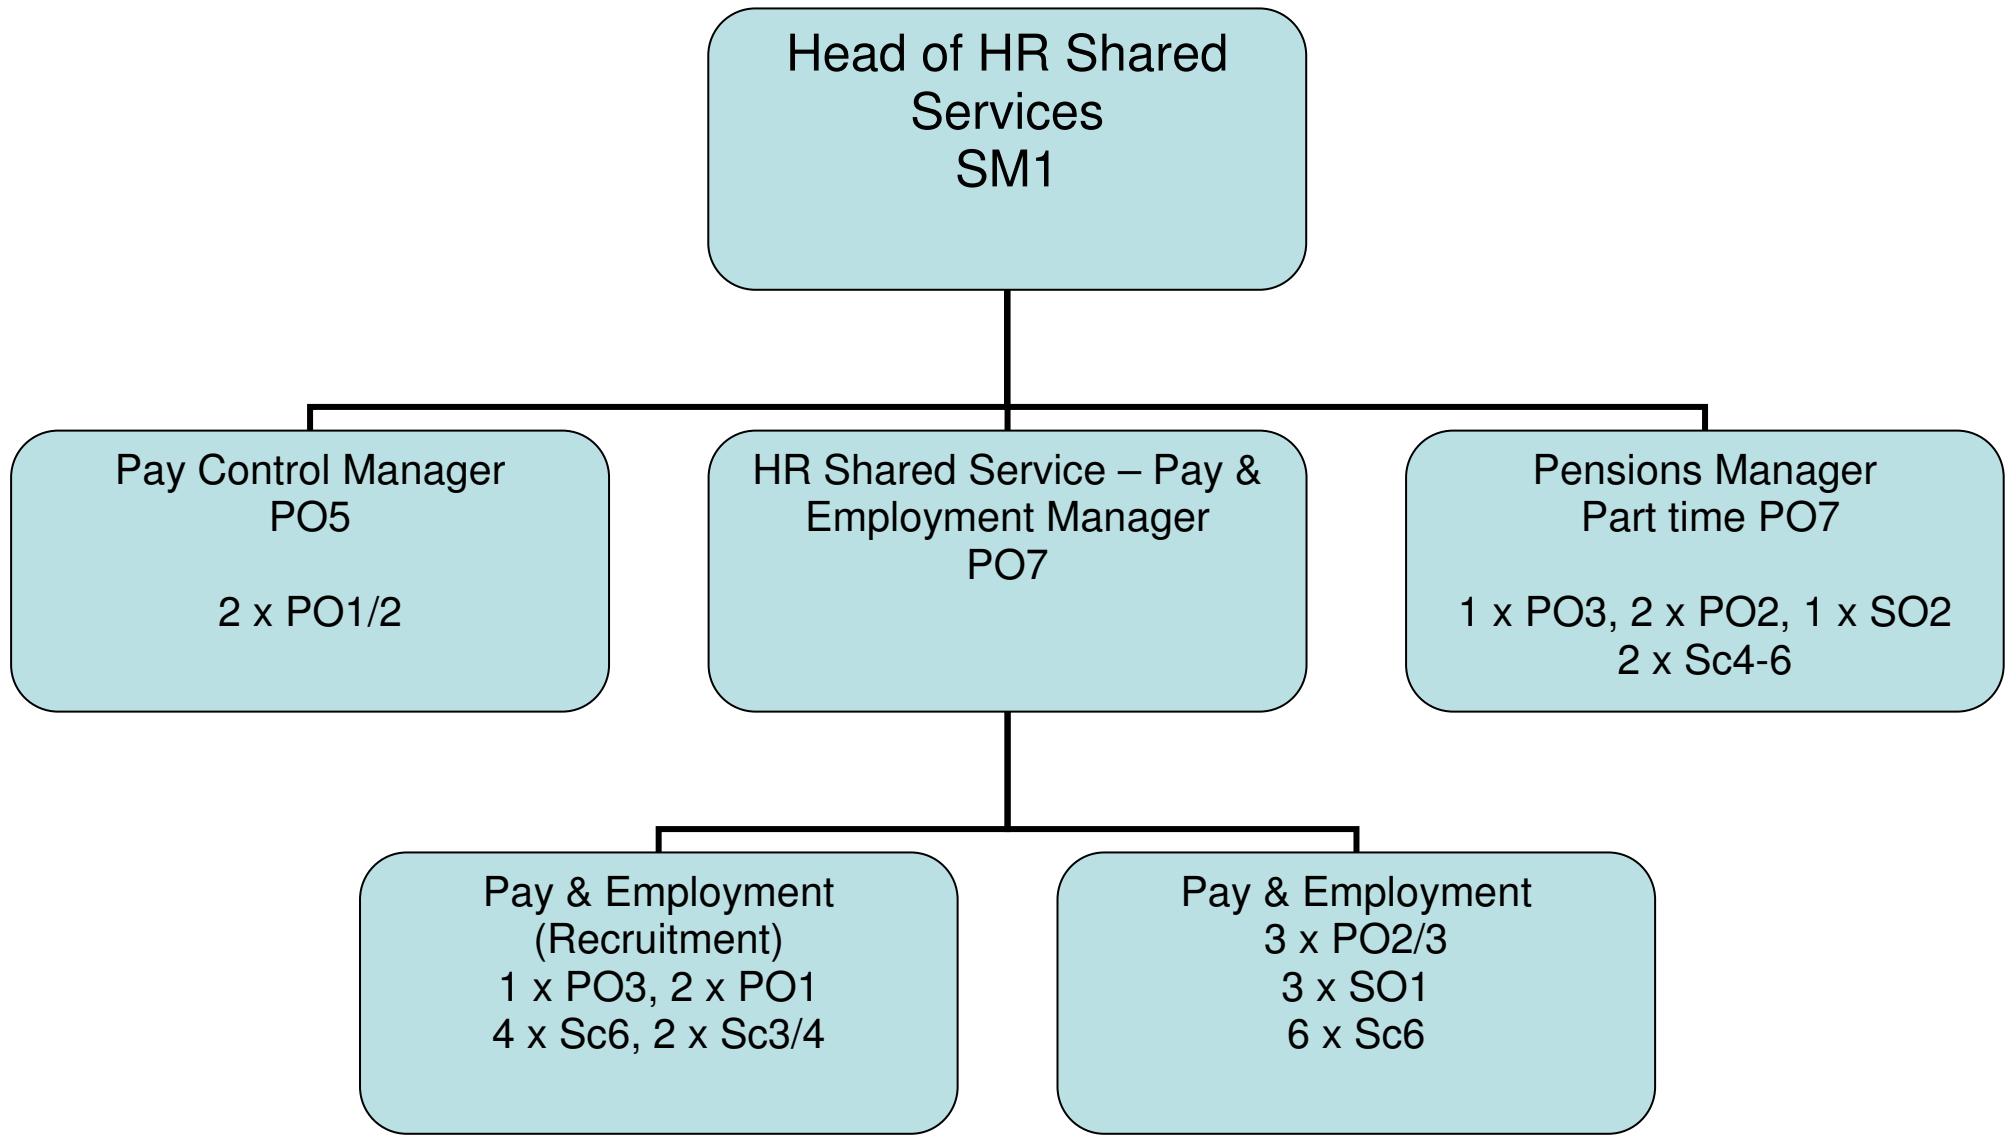 Head of HR Shared
Services
SM1
Pay Control Manager
PO5
2 x PO1/2
HR Shared Service – Pay &
Employment Manager
PO7
Pensions Manager
Part time PO7
1 x PO3, 2 x PO2, 1 x SO2
2 x Sc4-6
Pay & Employment
(Recruitment)
1 x PO3, 2 x PO1
4 x Sc6, 2 x Sc3/4
Pay & Employment
3 x PO2/3
3 x SO1
6 x Sc6